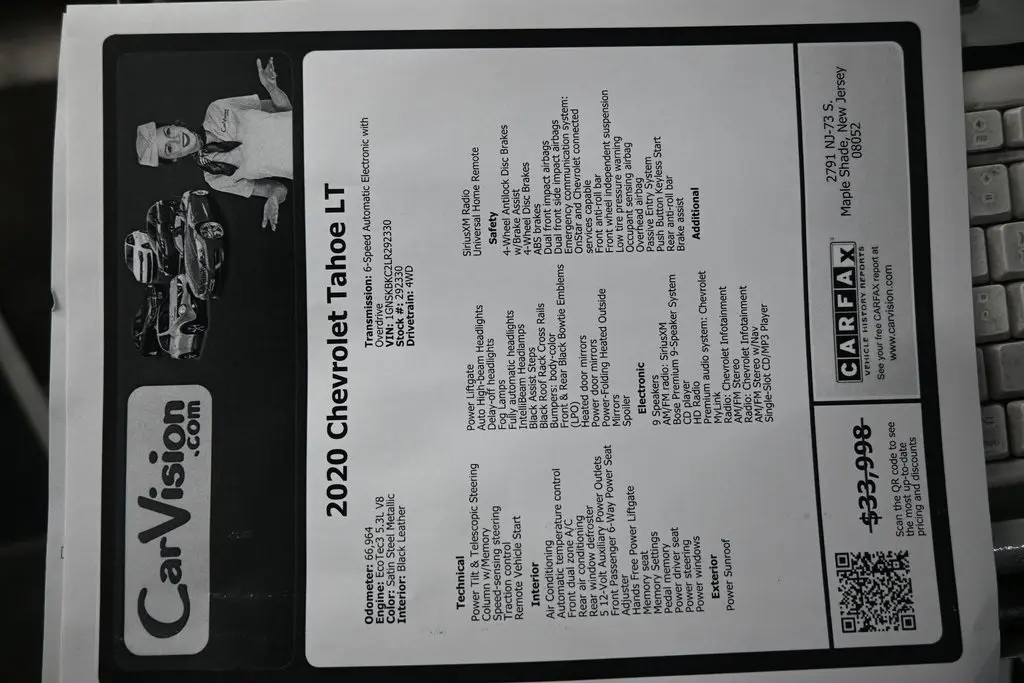 CarVision
.com
2020 Chevrolet Tahoe LT
Odometer: 66,964
Engine: EcoTec3 5.3L V8
Color: Satin Steel Metallic
Interior: Black Leather
Transmission: 6-Speed Automatic Electronic with
Overdrive
VIN: 1GNSKBKC2LR292330
Stock #: 292330
Drivetrain: 4WD
Technical
Power Tilt & Telescopic Steering
Column w/Memory
Speed-sensing steering
Traction control
Remote Vehicle Start
Interior
Air Conditioning
Automatic temperature control
Front dual zone A/C
Rear air conditioning
Rear window defroster
5 12-Volt Auxiliary Power Outlets
Front Passenger 6-Way Power Seat
Adjuster
Hands Free Power Liftgate
Memory seat
Memory Settings
Pedal memory
Power driver seat
Power steering
Power windows
Exterior
Power Sunroof
Power Liftgate
Auto High-beam Headlights
Delay-off headlights
Fog Lamps
Fully automatic headlights
IntelliBeam Headlamps
Black Assist Steps
Black Roof Rack Cross Rails
Bumpers: body-color
Front & Rear Black Bowtie Emblems
(LPO)
Heated door mirrors
Power door mirrors
Power-Folding Heated Outside
Mirrors
Spoiler
Electronic
9 Speakers
AM/FM radio: SiriusXM
Bose Premium 9-Speaker System
CD player
HD Radio
Premium audio system: Chevrolet
MyLink
Radio: Chevrolet Infotainment
AM/FM Stereo
Radio: Chevrolet Infotainment
AM/FM Stereo w/Nav
Single-Slot CD/MP3 Player
SiriusXM Radio
Universal Home Remote
Safety
4-Wheel Antilock Disc Brakes
w/Brake Assist
4-Wheel Disc Brakes
ABS brakes
Dual front impact airbags
Dual front side impact airbags
Emergency communication system:
OnStar and Chevrolet connected
services capable
Front anti-roll bar
Front wheel independent suspension
Low tire pressure warning
Occupant sensing airbag
Overhead airbag
Passive Entry System
Push Button Keyless Start
Rear anti-roll bar
Brake assist
Additional
$33,998
Scan the QR code to see
the most up-to-date
pricing and discounts
CARFAX
VEHICLE HISTORY REPORTS
See your free CARFAX report at
www.carvision.com
2791 NJ-73 S,
Maple Shade, New Jersey
08052